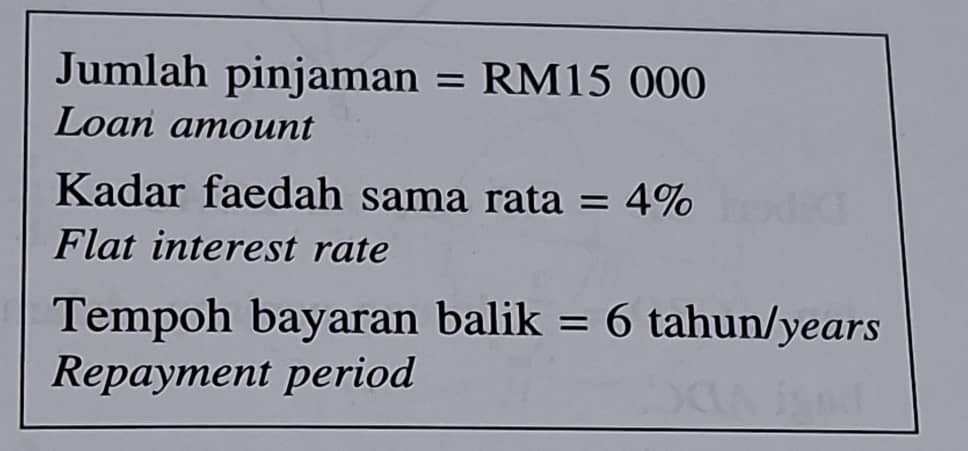 Jumlah pinjaman = RM15 000
Loan amount
Kadar faedah sama rata = 4%
Flat interest rate
Tempoh bayaran balik = 6 tahun/years
Repayment period